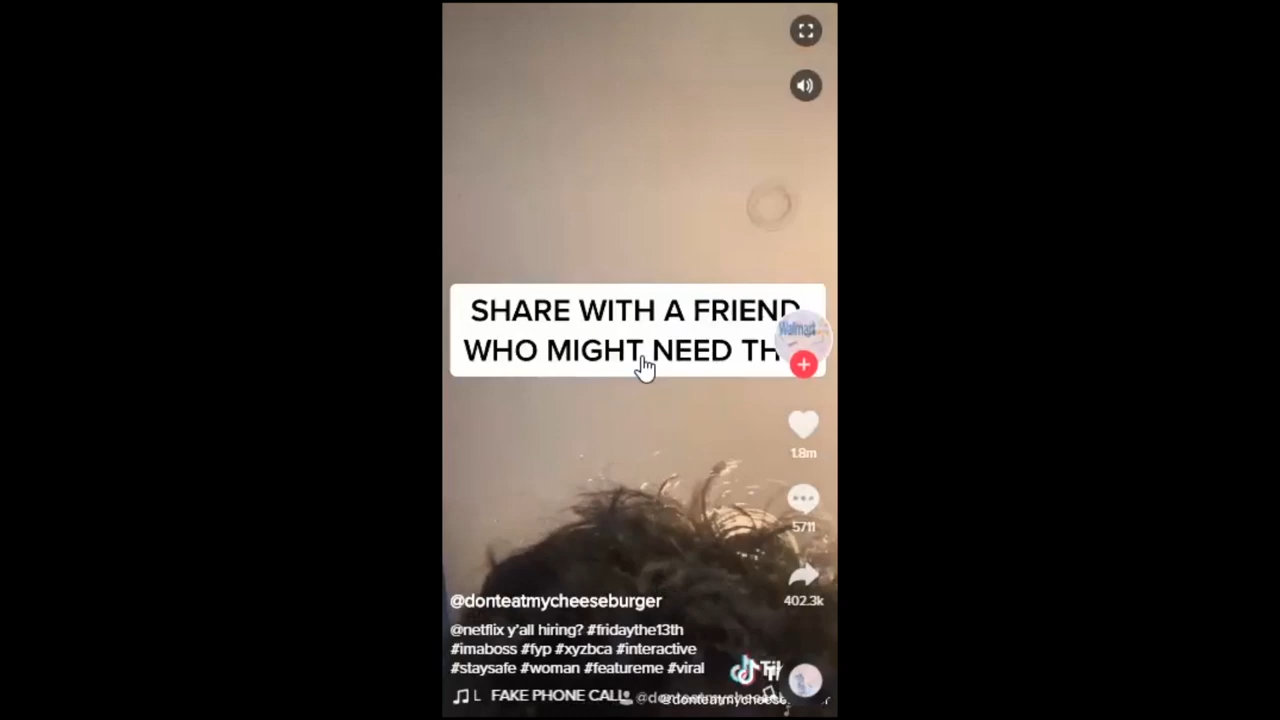 SHARE WITH A FRIEND
WHO MIGHT NEED TH
Walmart
1.8m
5711
402.3k
@donteatmycheeseburger
@netflix y'all hiring? #fridaythe13th
#imaboss #fyp #xyzbca #interactive
#staysafe #woman #featureme #viral
L FAKE PHONE CALL